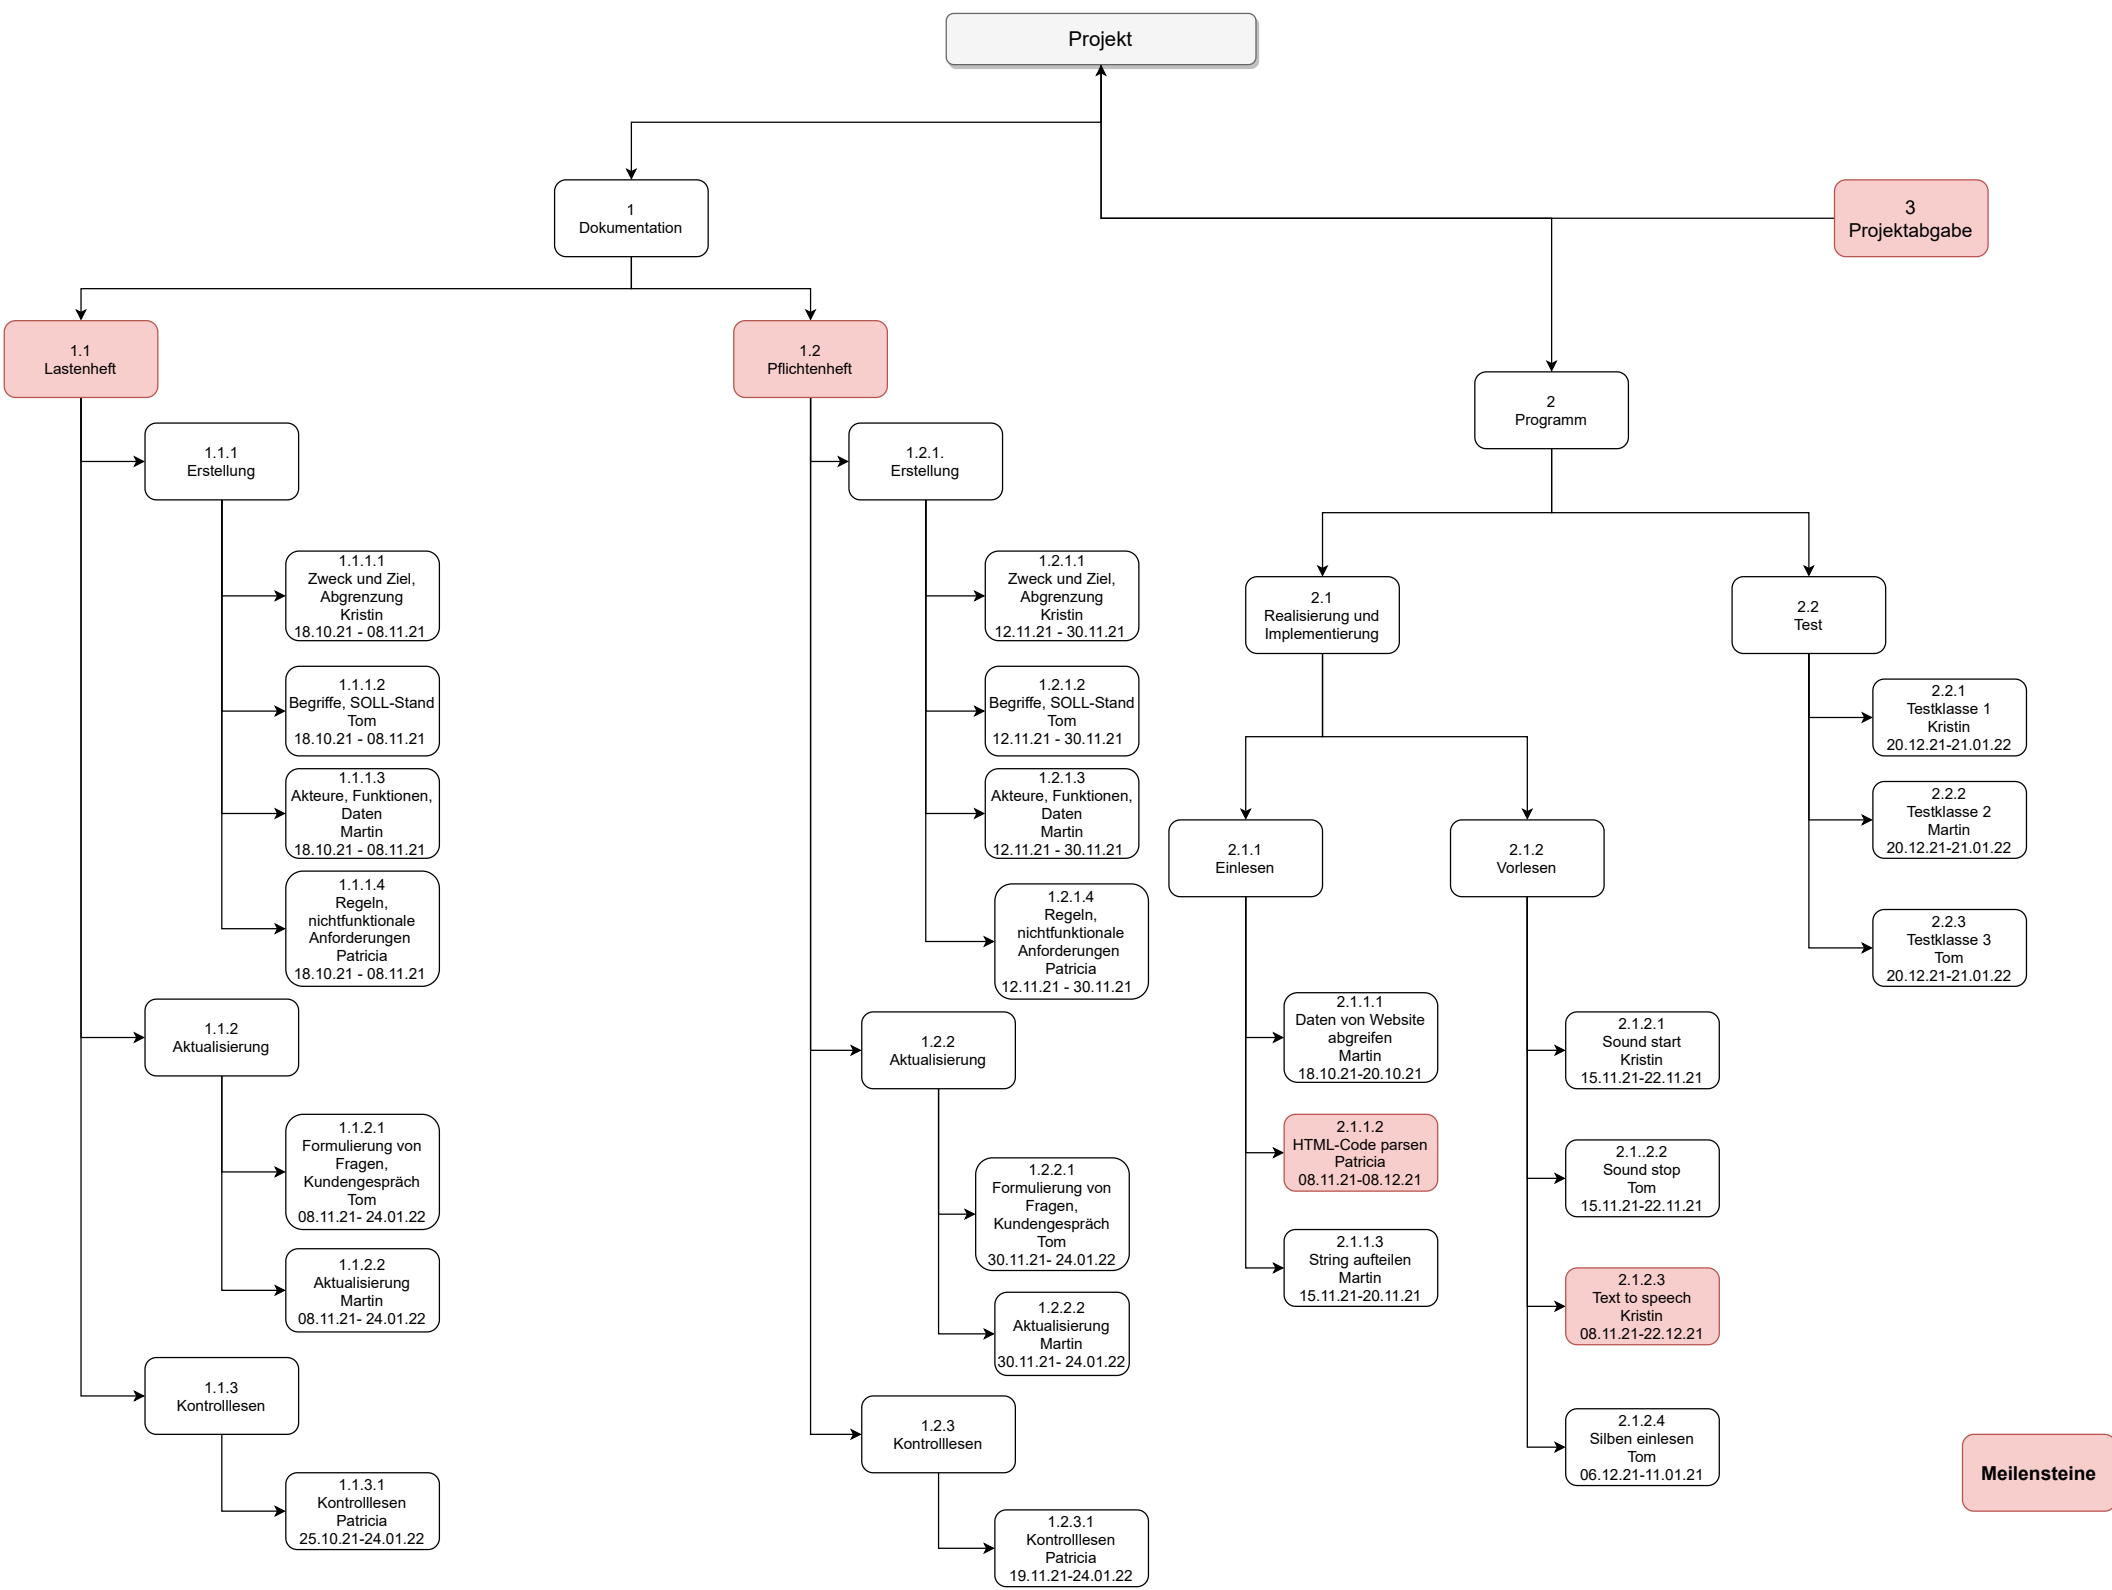 Projekt
1
Dokumentation
3
Projektabgabe
1.1
Lastenheft
1.2
Pflichtenheft
2
Programm
1.1.1
Erstellung
1.1.1.1
Zweck und Ziel,
Abgrenzung
Kristin
18.10.21 - 08.11.21
1.1.1.2
Begriffe, SOLL-Stand
Tom
18.10.21 - 08.11.21
1.1.1.3
Akteure, Funktionen,
Daten
Martin
18.10.21 - 08.11.21
1.1.1.4
Regeln,
nichtfunktionale
Anforderungen
Patricia
18.10.21 - 08.11.21
1.1.2
Aktualisierung
1.1.2.1
Formulierung von
Fragen,
Kundengespräch
Tom
08.11.21- 24.01.22
1.1.2.2
Aktualisierung
Martin
08.11.21- 24.01.22
1.1.3
Kontrolllesen
1.1.3.1
Kontrolllesen
Patricia
25.10.21-24.01.22
1.2.1.
Erstellung
1.2.1.1
Zweck und Ziel,
Abgrenzung
Kristin
12.11.21 - 30.11.21
1.2.1.2
Begriffe, SOLL-Stand
Tom
12.11.21 - 30.11.21
1.2.1.3
Akteure, Funktionen,
Daten
Martin
12.11.21 - 30.11.21
1.2.1.4
Regeln,
nichtfunktionale
Anforderungen
Patricia
12.11.21 - 30.11.21
1.2.2
Aktualisierung
1.2.2.1
Formulierung von
Fragen,
Kundengespräch
Tom
30.11.21- 24.01.22
1.2.2.2
Aktualisierung
Martin
30.11.21- 24.01.22
1.2.3
Kontrolllesen
1.2.3.1
Kontrolllesen
Patricia
19.11.21-24.01.22
2.1
Realisierung und
Implementierung
2.1.1
Einlesen
2.1.1.1
Daten von Website
abgreifen
Martin
18.10.21-20.10.21
2.1.1.2
HTML-Code parsen
Patricia
08.11.21-08.12.21
2.1.1.3
String aufteilen
Martin
15.11.21-20.11.21
2.1.2
Vorlesen
2.1.2.1
Sound start
Kristin
15.11.21-22.11.21
2.1..2.2
Sound stop
Tom
15.11.21-22.11.21
2.1.2.3
Text to speech
Kristin
08.11.21-22.12.21
2.1.2.4
Silben einlesen
Tom
06.12.21-11.01.21
2.2
Test
2.2.1
Testklasse 1
Kristin
20.12.21-21.01.22
2.2.2
Testklasse 2
Martin
20.12.21-21.01.22
2.2.3
Testklasse 3
Tom
20.12.21-21.01.22
Meilensteine